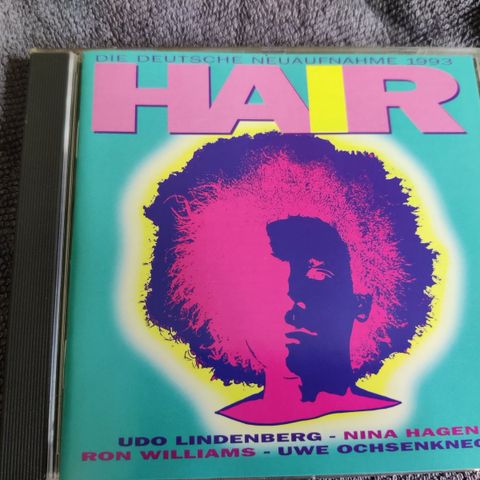 DIE DEUTSCHE NEUAUFNAHME 1993
HAIR
UDO LINDENBERG - NINA HAGEN
RON WILLIAMS - UWE OCHSENKNEC